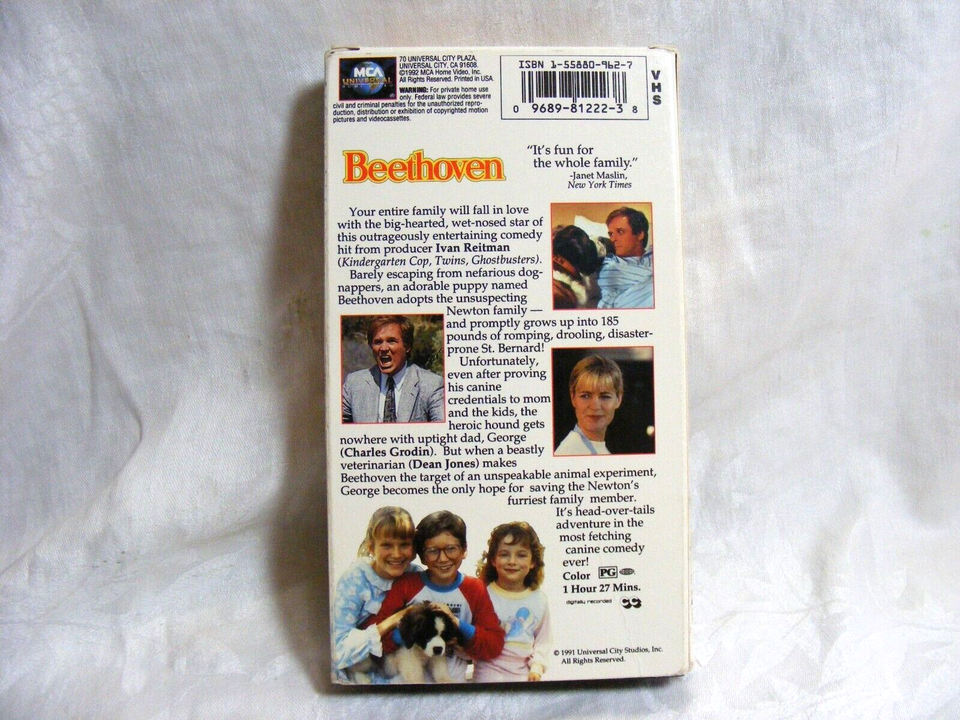 MCA
UNIVERSAL
70 UNIVERSAL CITY PLAZA,
UNIVERSAL CITY, CA 91608.
©1992 MCA Home Video, Inc.
All Rights Reserved. Printed in USA.
WARNING: For private home use
only. Federal law provides severe
civil and criminal penalties for the unauthorized repro-
duction, distribution or exhibition of copyrighted motion
pictures and videocassettes.
ISBN 1-55880-962-7
0 9689-81222-3 8
VHS
Beethoven
"It's fun for
the whole family."
-Janet Maslin,
New York Times
Your entire family will fall in love
with the big-hearted, wet-nosed star of
this outrageously entertaining comedy
hit from producer Ivan Reitman
(Kindergarten Cop, Twins, Ghostbusters).
Barely escaping from nefarious dog-
nappers, an adorable puppy named
Beethoven adopts the unsuspecting
Newton family —
and promptly grows up into 185
pounds of romping, drooling, disaster-
prone St. Bernard!
Unfortunately,
even after proving
his canine
credentials to mom
and the kids, the
heroic hound gets
nowhere with uptight dad, George
(Charles Grodin). But when a beastly
veterinarian (Dean Jones) makes
Beethoven the target of an unspeakable animal experiment,
George becomes the only hope for saving the Newton's
furriest family member.
It's head-over-tails
adventure in the
most fetching
canine comedy
ever!
Color PG
1 Hour 27 Mins.
digitally recorded CC
© 1991 Universal City Studios, Inc.
All Rights Reserved.